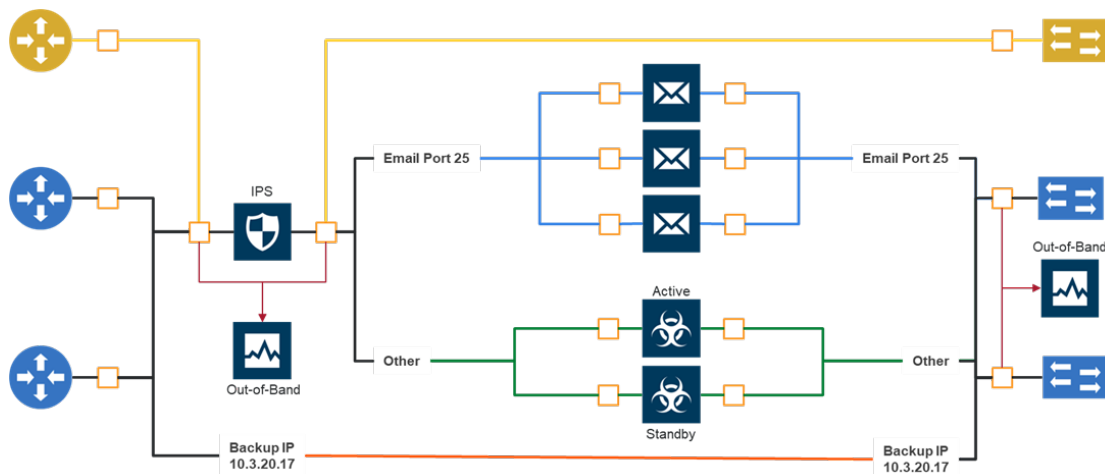 Email Port 25
Email Port 25
IPS
Out-of-Band
Active
Other
Other
Out-of-Band
Standby
Backup IP
10.3.20.17
Backup IP
10.3.20.17